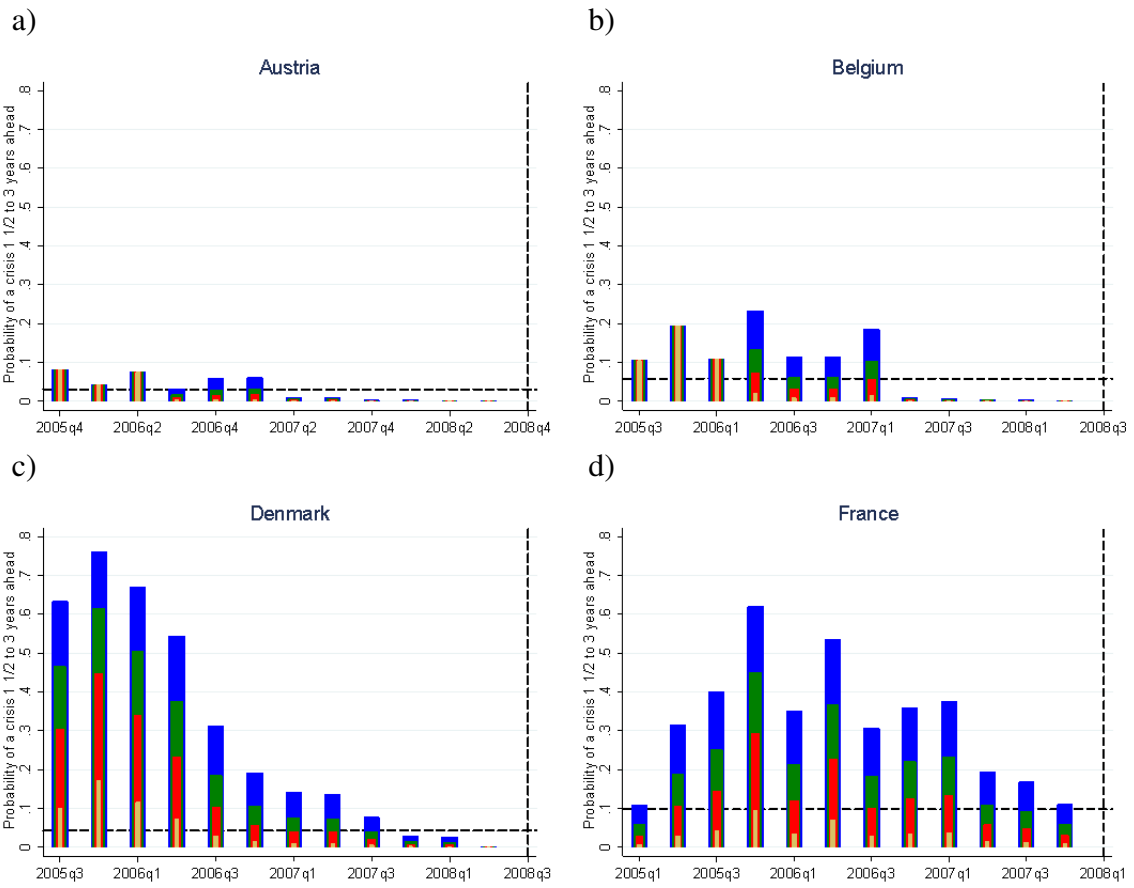 a)
Austria
Probability of a crisis 1 1/2 to 3 years ahead
.8
.7
.6
.5
.4
.3
.2
.1
0
2005q4 2006q2 2006q4 2007q2 2007q4 2008q2 2008q4
b)
Belgium
Probability of a crisis 1 1/2 to 3 years ahead
.8
.7
.6
.5
.4
.3
.2
.1
0
2005q3 2006q1 2006q3 2007q1 2007q3 2008q1 2008q3
c)
Denmark
Probability of a crisis 1 1/2 to 3 years ahead
.8
.7
.6
.5
.4
.3
.2
.1
0
2005q3 2006q1 2006q3 2007q1 2007q3 2008q1 2008q3
d)
France
Probability of a crisis 1 1/2 to 3 years ahead
.8
.7
.6
.5
.4
.3
.2
.1
0
2005q1 2005q3 2006q1 2006q3 2007q1 2007q3 2008q1